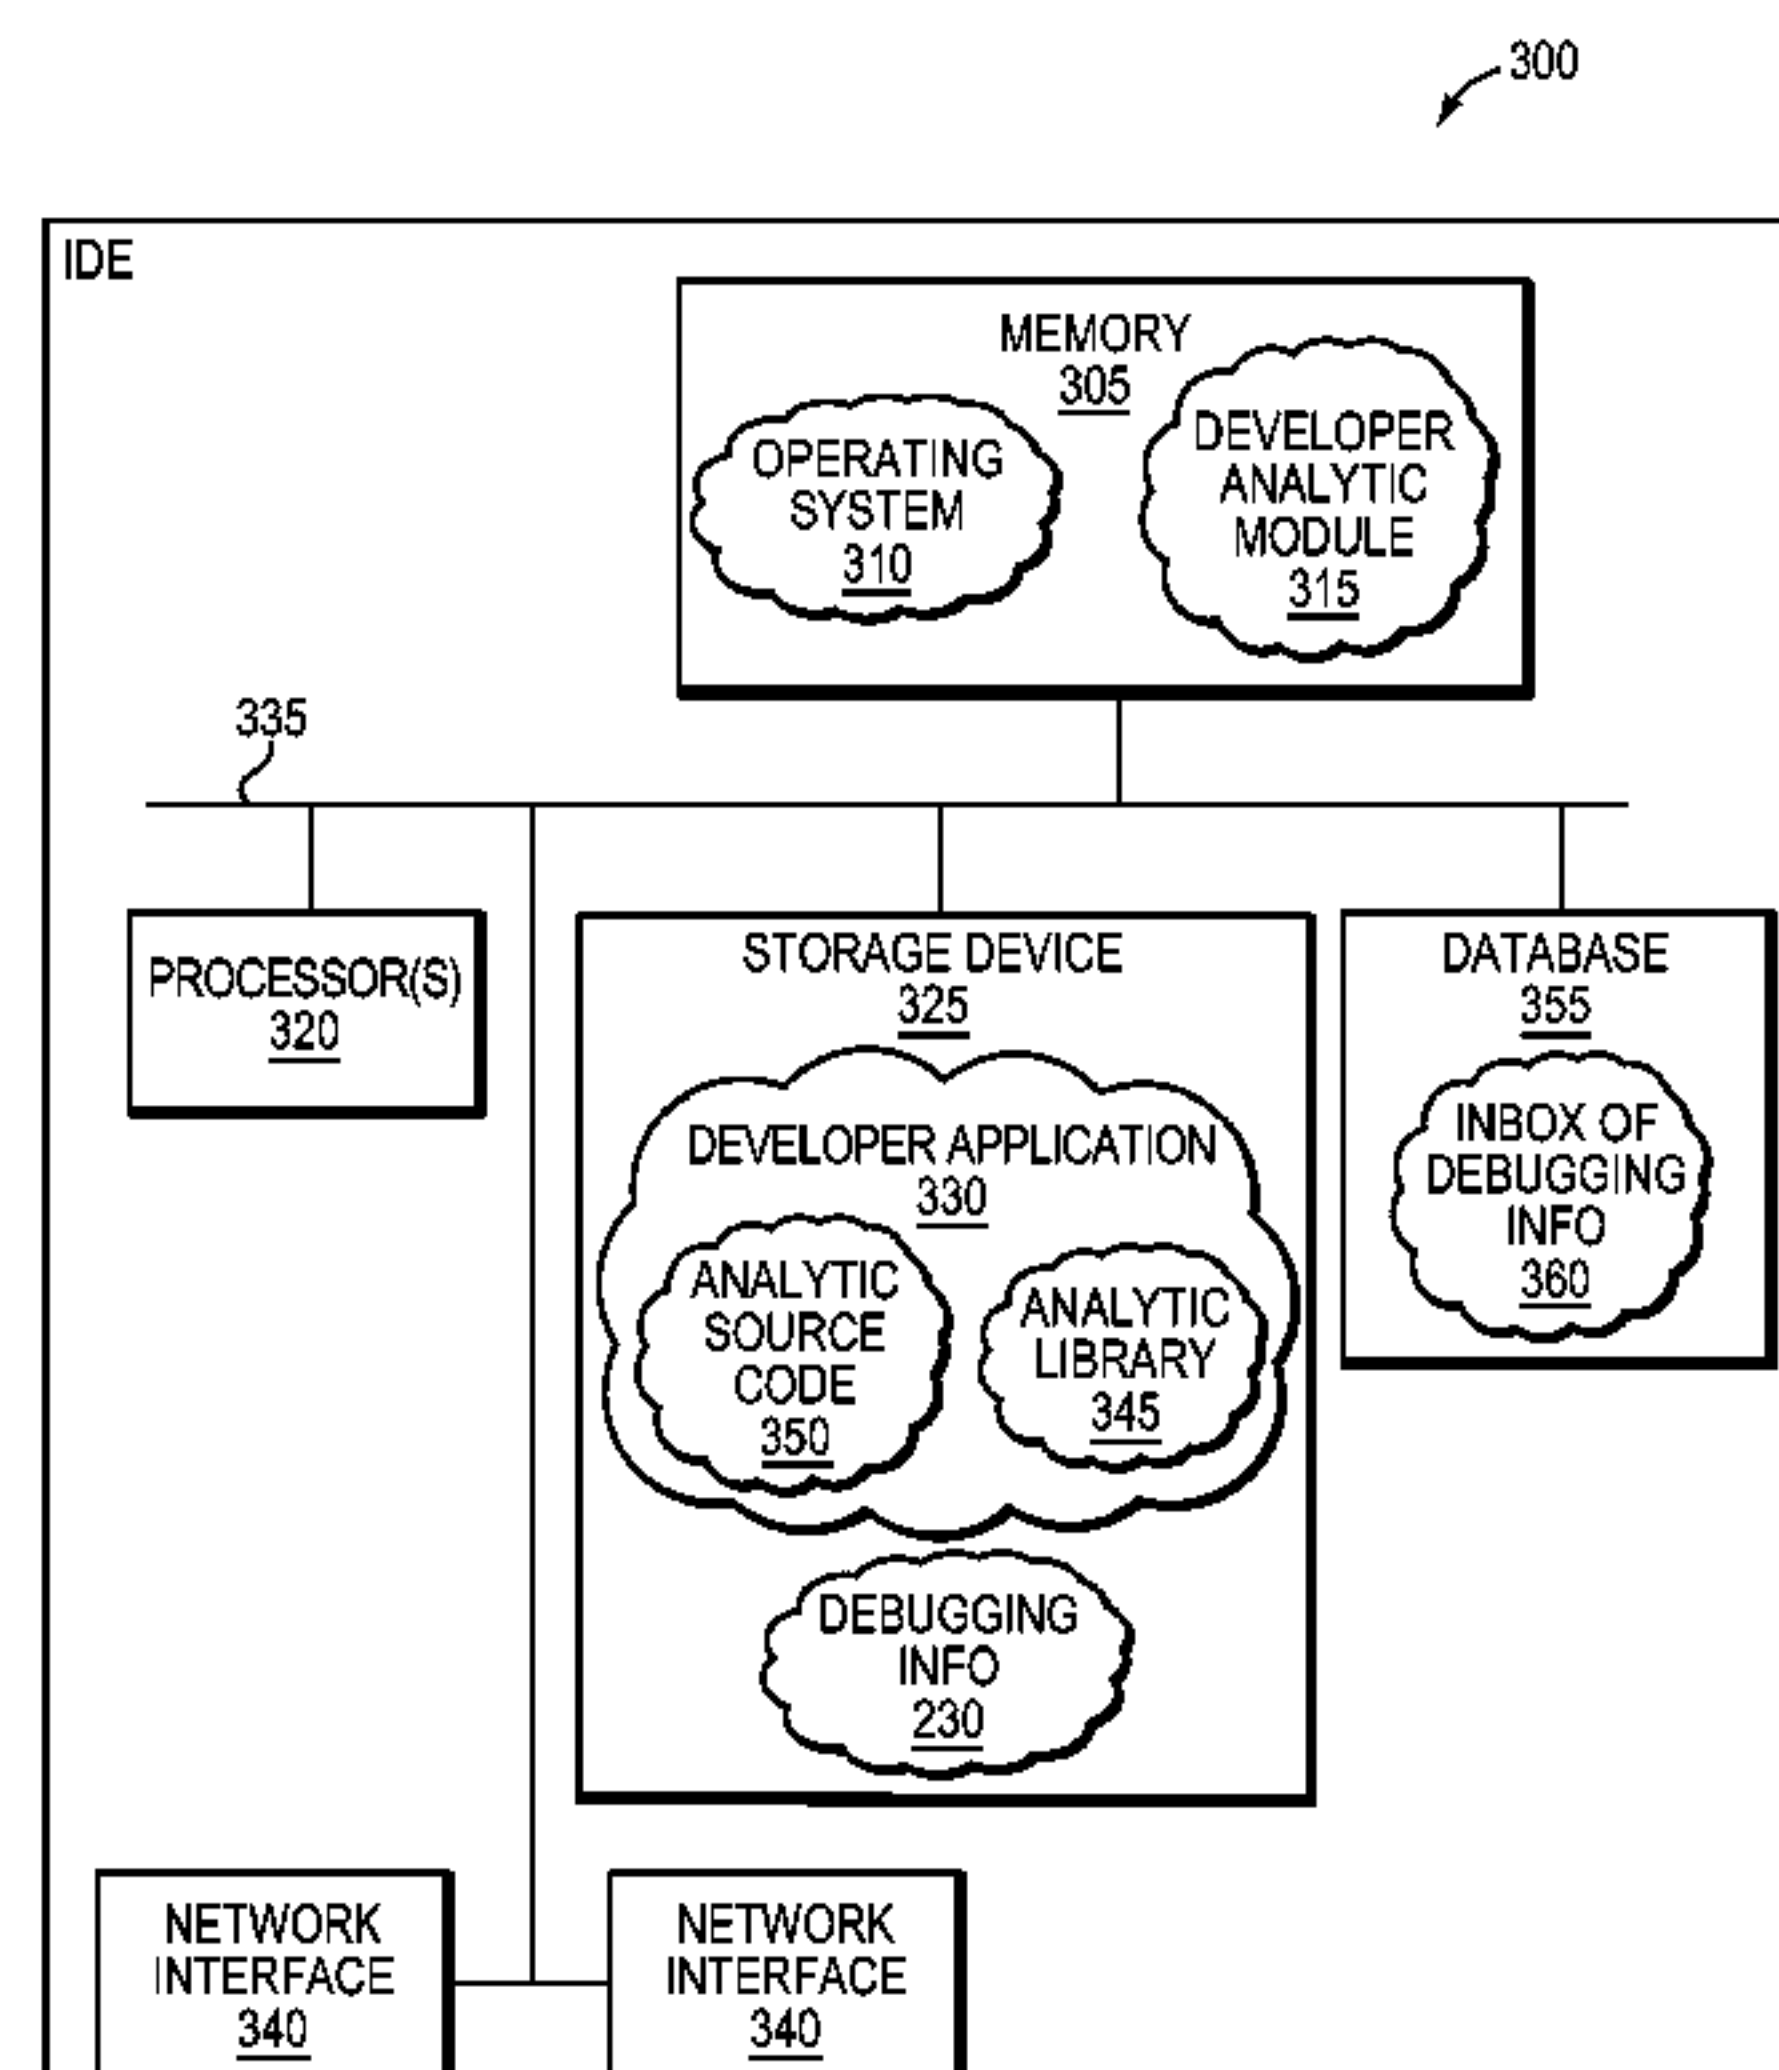 300
IDE
MEMORY
305
OPERATING
SYSTEM
310
DEVELOPER
ANALYTIC
MODULE
315
335
PROCESSOR(S)
320
STORAGE DEVICE
325
DEVELOPER APPLICATION
330
ANALYTIC
SOURCE
CODE
350
ANALYTIC
LIBRARY
345
DEBUGGING
INFO
230
DATABASE
355
INBOX OF
DEBUGGING
INFO
360
NETWORK
INTERFACE
340
NETWORK
INTERFACE
340